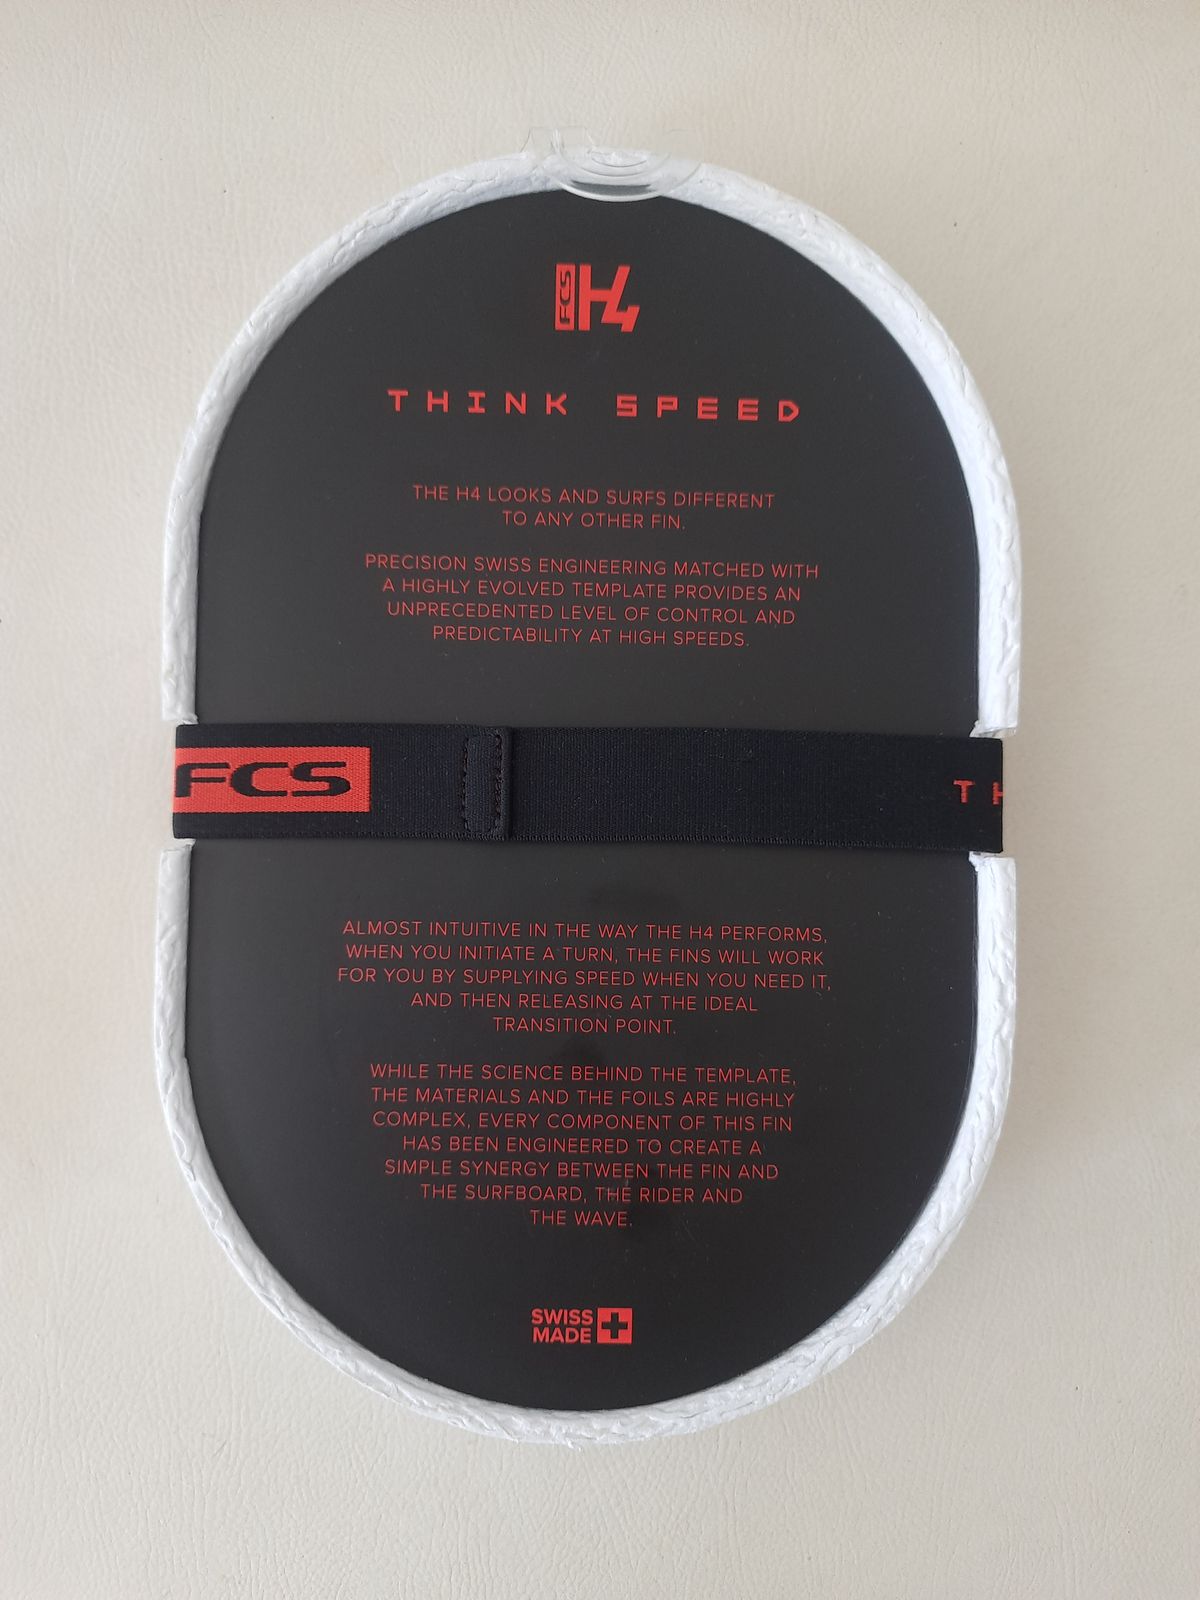 FCS H4
THINK SPEED
THE H4 LOOKS AND SURFS DIFFERENT
TO ANY OTHER FIN.
PRECISION SWISS ENGINEERING MATCHED WITH
A HIGHLY EVOLVED TEMPLATE PROVIDES AN
UNPRECEDENTED LEVEL OF CONTROL AND
PREDICTABILITY AT HIGH SPEEDS.
FCS
TH
ALMOST INTUITIVE IN THE WAY THE H4 PERFORMS,
WHEN YOU INITIATE A TURN, THE FINS WILL WORK
FOR YOU BY SUPPLYING SPEED WHEN YOU NEED IT,
AND THEN RELEASING AT THE IDEAL
TRANSITION POINT.
WHILE THE SCIENCE BEHIND THE TEMPLATE,
THE MATERIALS AND THE FOILS ARE HIGHLY
COMPLEX, EVERY COMPONENT OF THIS FIN
HAS BEEN ENGINEERED TO CREATE A
SIMPLE SYNERGY BETWEEN THE FIN AND
THE SURFBOARD, THE RIDER AND
THE WAVE.
SWISS
MADE